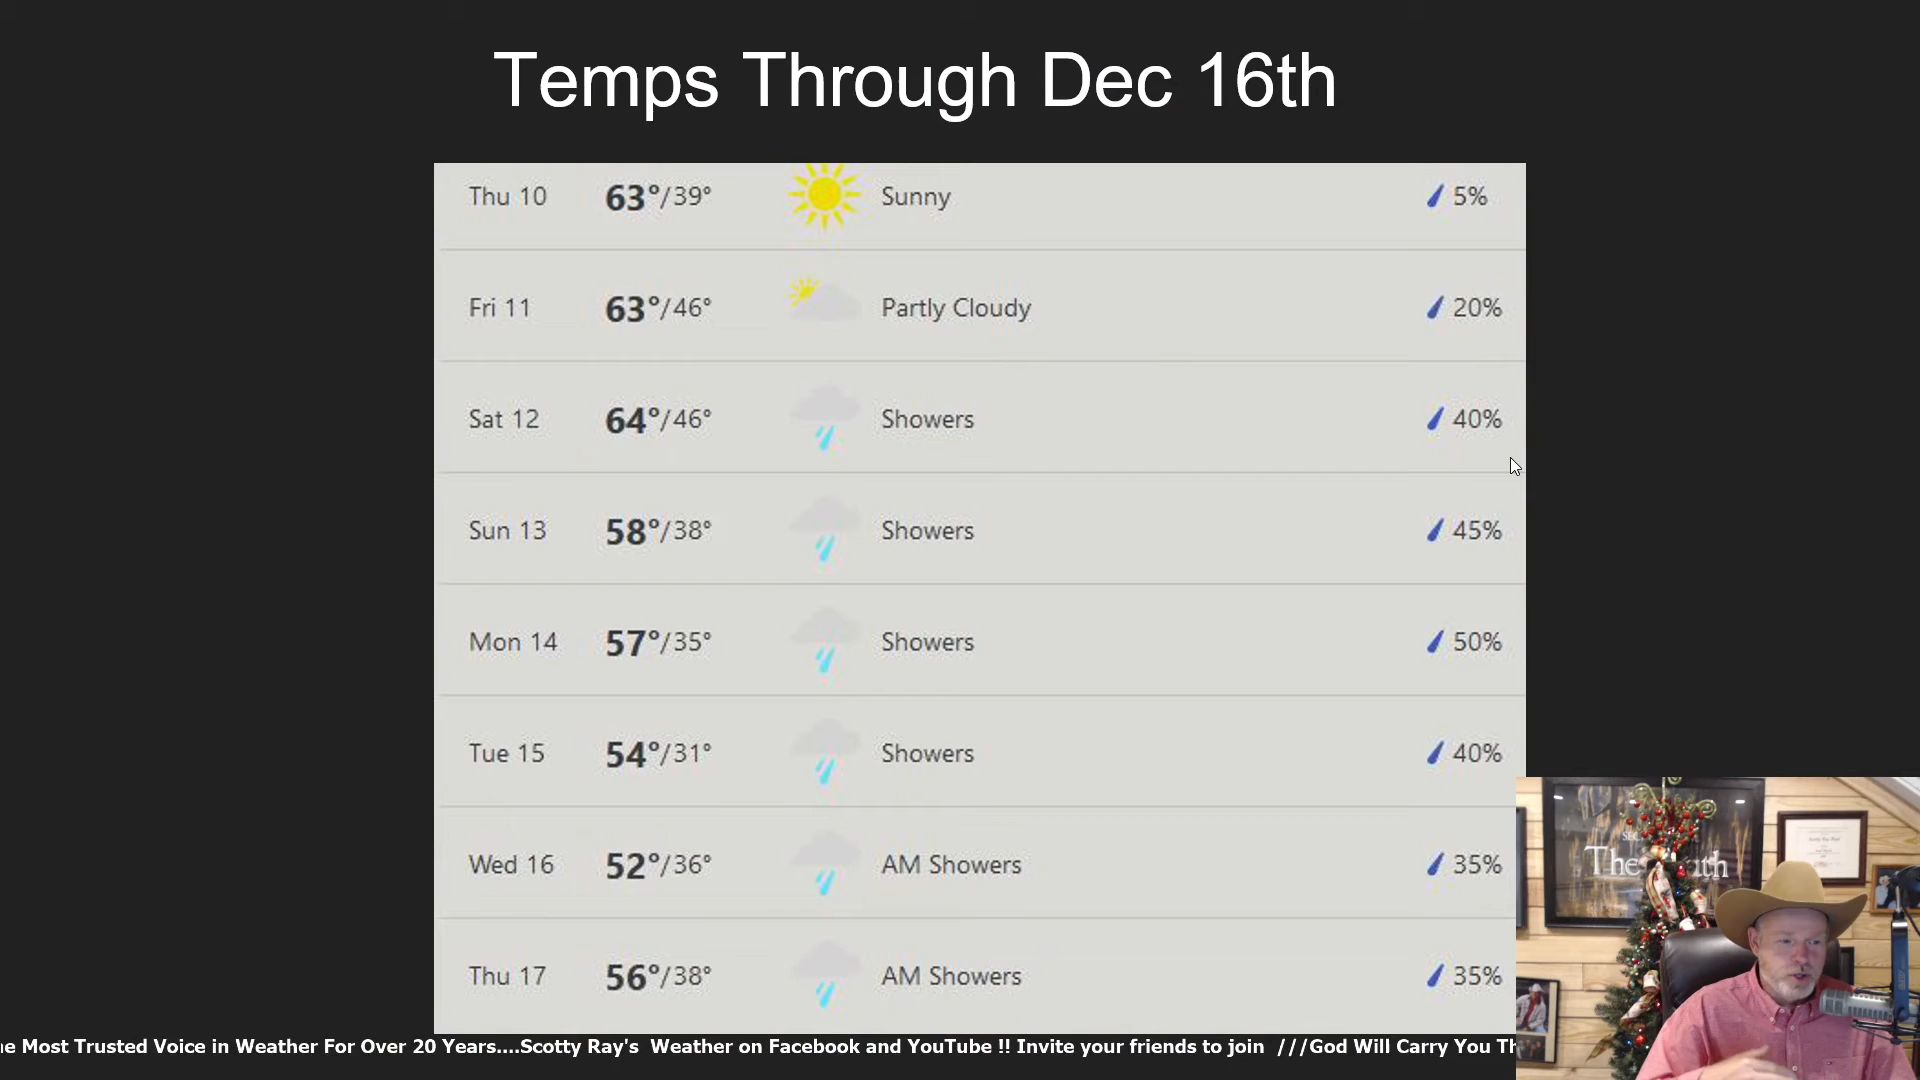 Temps Through Dec 16th
Thu 10 63°/39° Sunny 5%
Fri 11 63°/46° Partly Cloudy 20%
Sat 12 64°/46° Showers 40%
Sun 13 58°/38° Showers 45%
Mon 14 57°/35° Showers 50%
Tue 15 54°/31° Showers 40%
Wed 16 52°/36° AM Showers 35%
Thu 17 56°/38° AM Showers 35%
Most Trusted Voice in Weather For Over 20 Years....Scotty Ray's Weather on Facebook and YouTube !! Invite your friends to join ///God Will Carry You